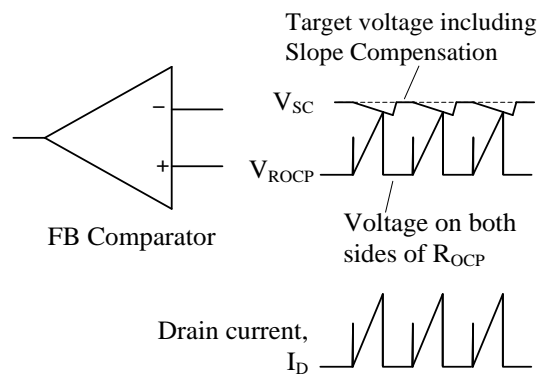 Target voltage including
Slope Compensation
V_SC
−
+
V_ROCP
FB Comparator
Voltage on both
sides of R_OCP
Drain current,
I_D